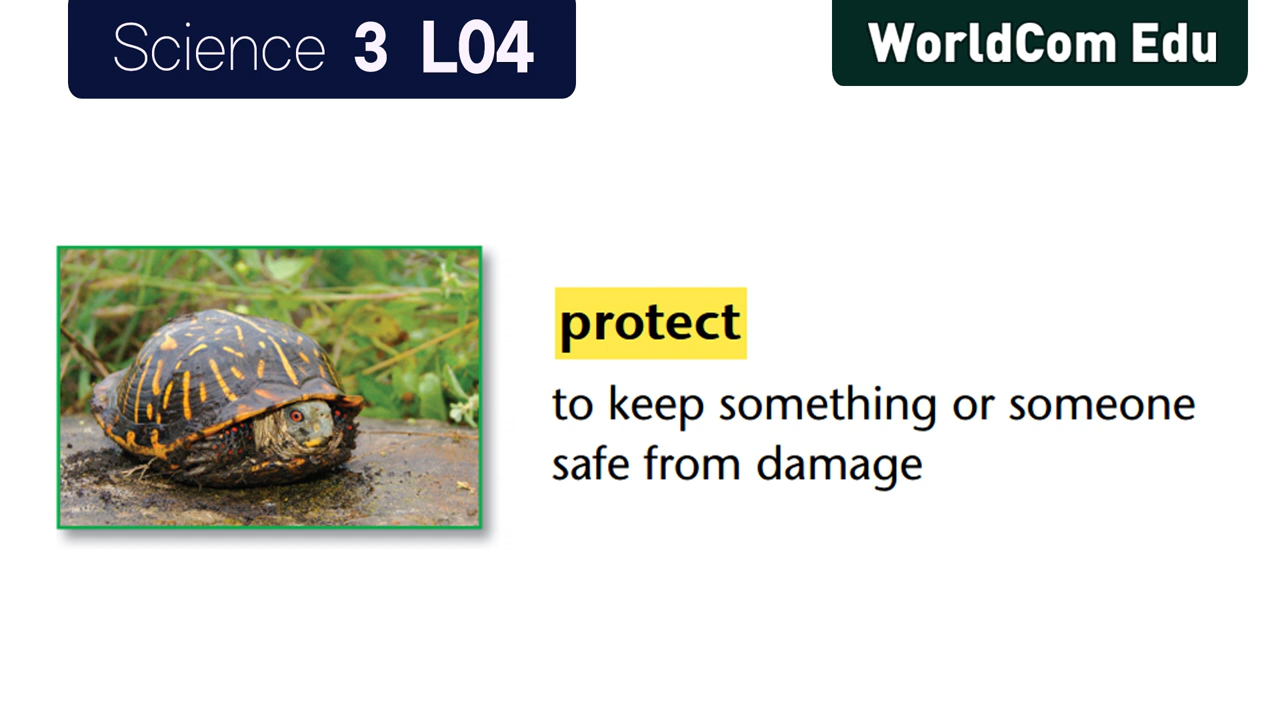 Science 3 L04
WorldCom Edu
protect
to keep something or someone
safe from damage